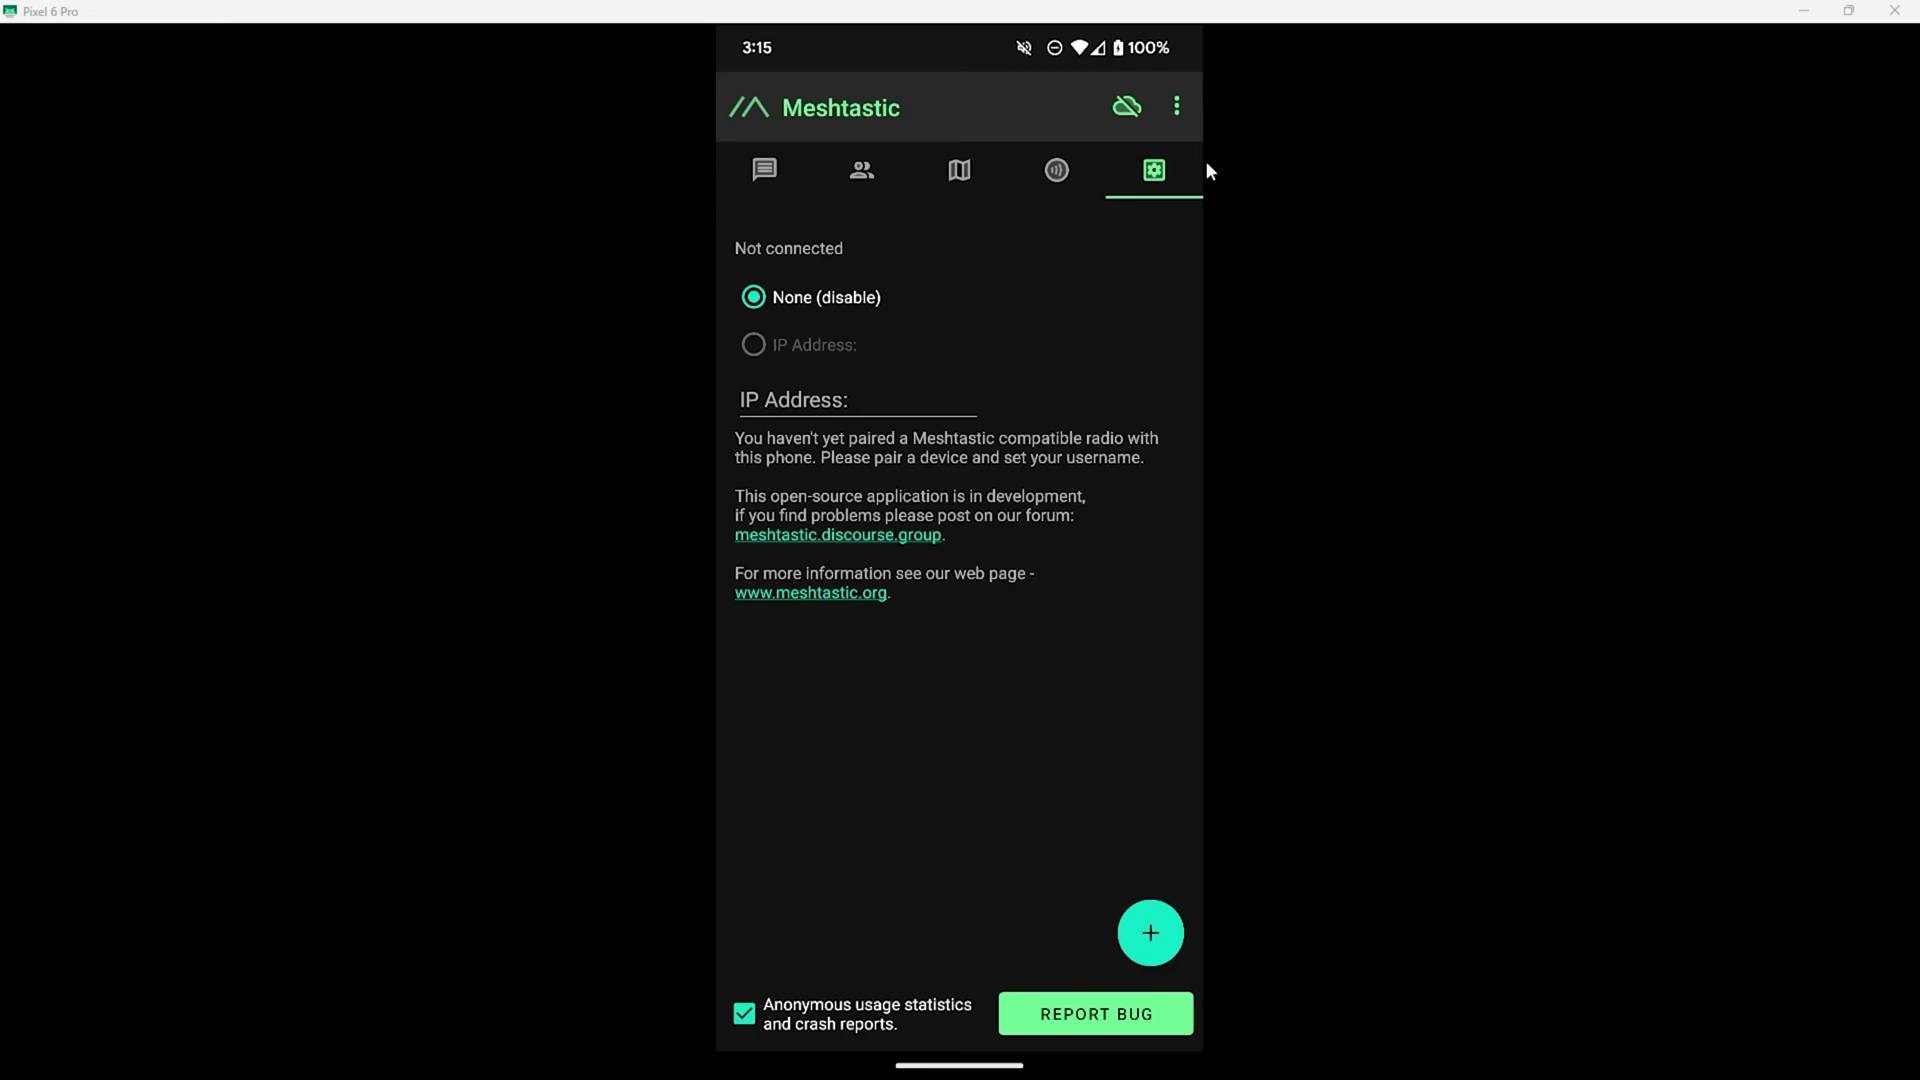 Pixel 6 Pro
3:15
100%
Meshtastic
Not connected
None (disable)
IP Address:
IP Address:
You haven't yet paired a Meshtastic compatible radio with
this phone. Please pair a device and set your username.
This open-source application is in development,
if you find problems please post on our forum:
meshtastic.discourse.group.
For more information see our web page -
www.meshtastic.org.
Anonymous usage statistics
and crash reports.
REPORT BUG